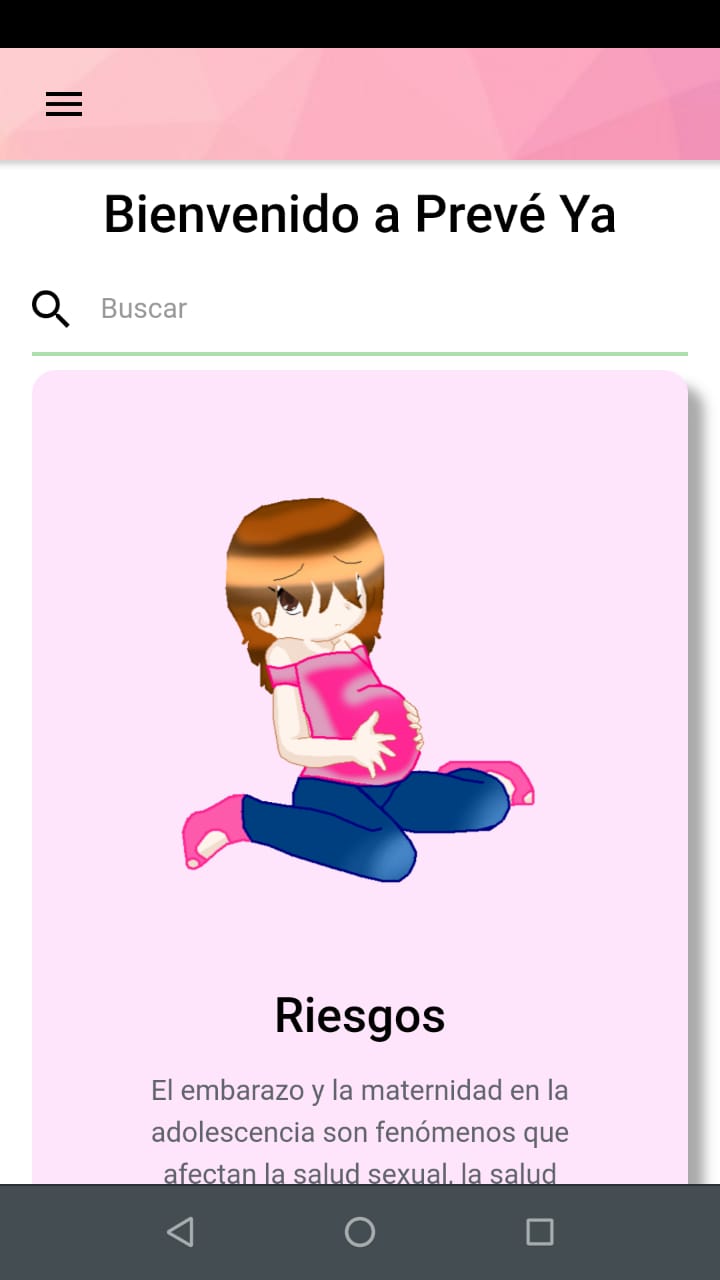 Bienvenido a Prevé Ya
Buscar
Riesgos
El embarazo y la maternidad en la
adolescencia son fenómenos que
afectan la salud sexual, la salud